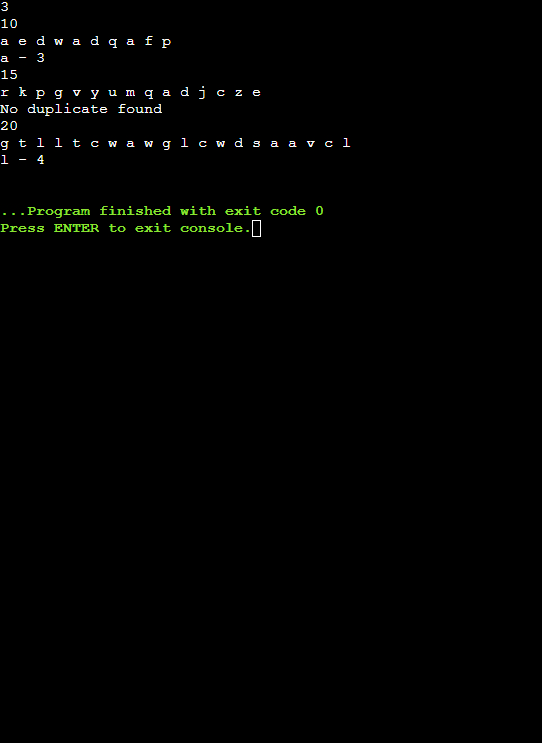 3
10
a e d w a d q a f p
a - 3
15
r k p g v y u m q a d j c z e
No duplicate found
20
g t l l t c w a w g l c w d s a a v c l
l - 4
...Program finished with exit code 0
Press ENTER to exit console.